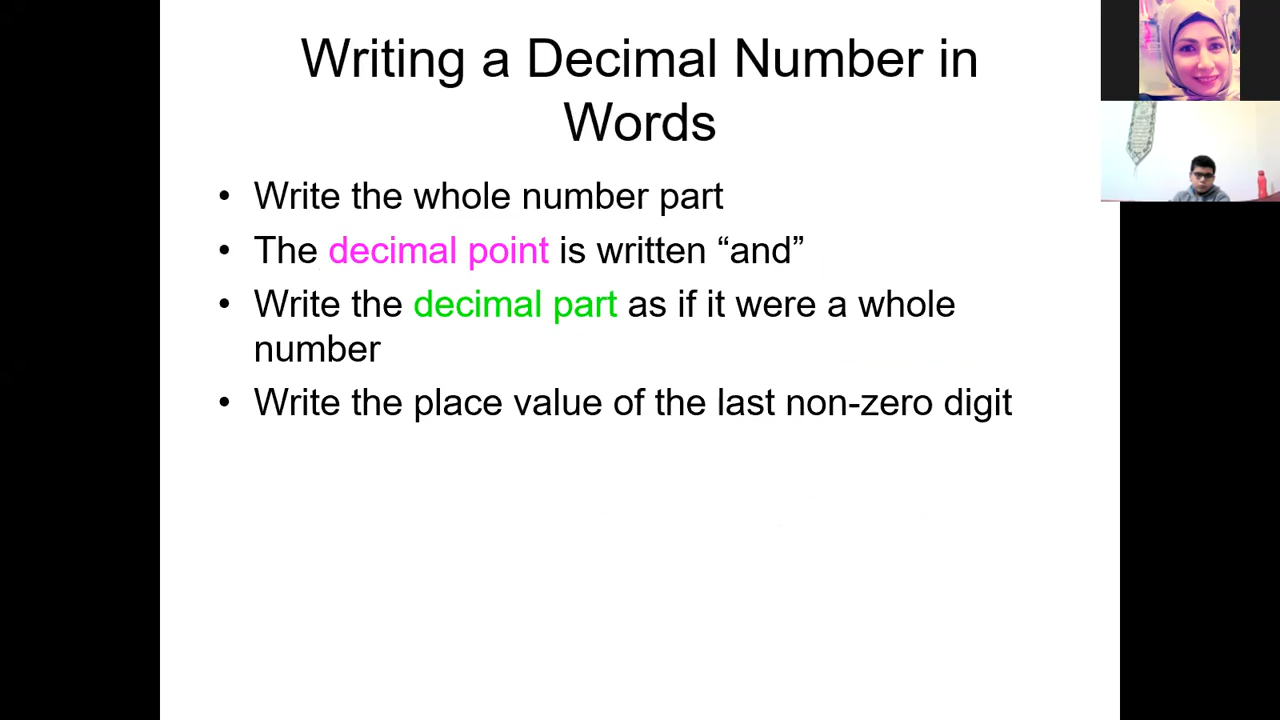 Writing a Decimal Number in
Words
• Write the whole number part
• The decimal point is written “and”
• Write the decimal part as if it were a whole
number
• Write the place value of the last non-zero digit